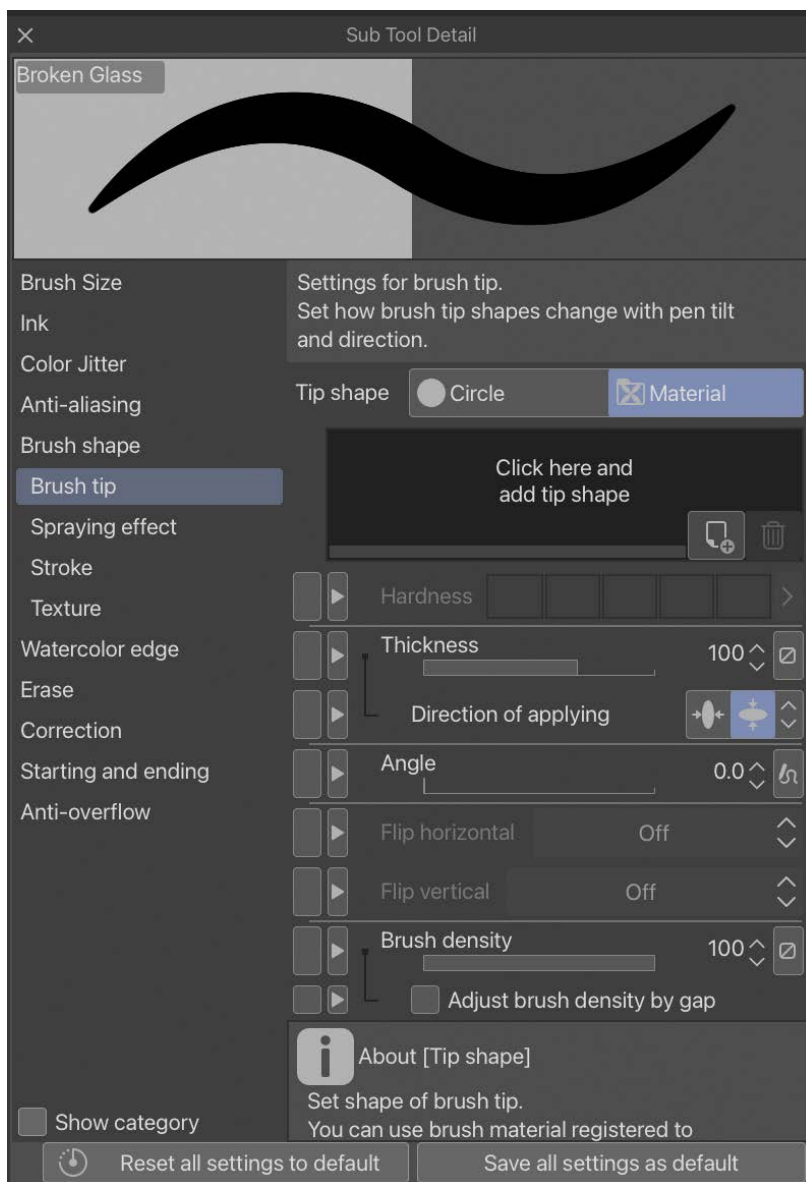 Sub Tool Detail
Broken Glass
Brush Size
Ink
Color Jitter
Anti-aliasing
Brush shape
Brush tip
Spraying effect
Stroke
Texture
Watercolor edge
Erase
Correction
Starting and ending
Anti-overflow
Show category
Settings for brush tip.
Set how brush tip shapes change with pen tilt
and direction.
Tip shape Circle Material
Click here and
add tip shape
Hardness
Thickness 100
Direction of applying
Angle 0.0
Flip horizontal Off
Flip vertical Off
Brush density 100
Adjust brush density by gap
About [Tip shape]
Set shape of brush tip.
You can use brush material registered to
Reset all settings to default Save all settings as default